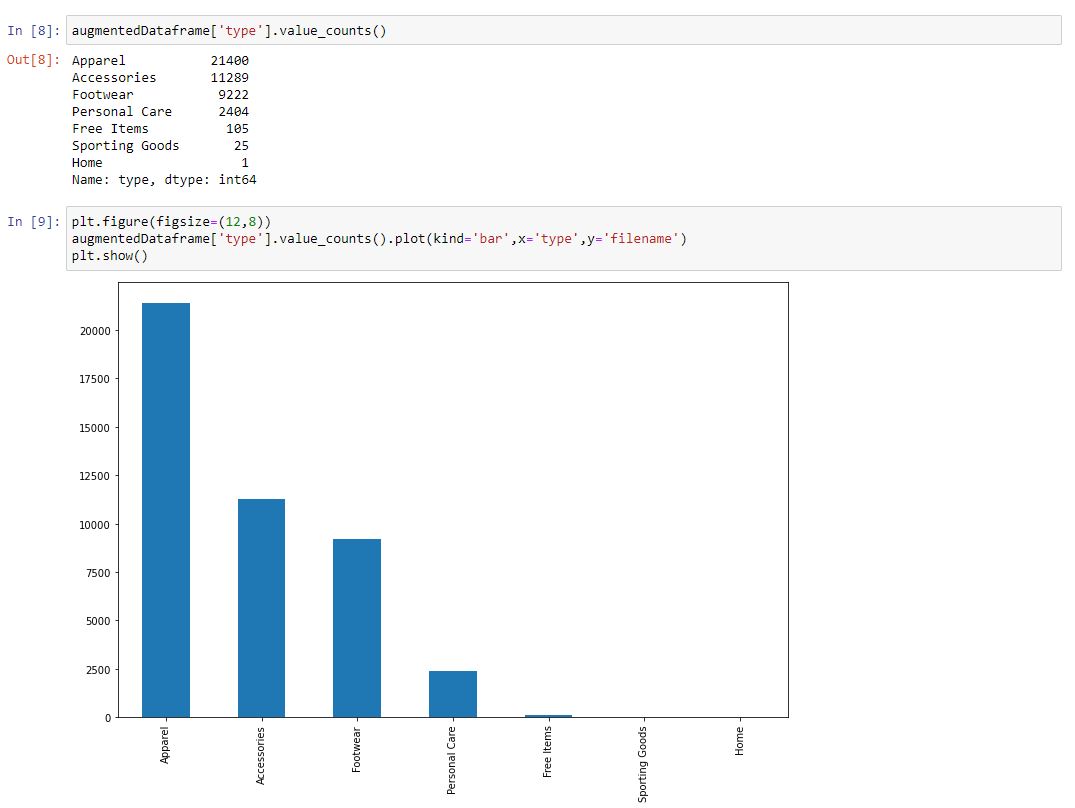 In [8]: augmentedDataframe['type'].value_counts()
Out[8]: Apparel 21400
Accessories 11289
Footwear 9222
Personal Care 2404
Free Items 105
Sporting Goods 25
Home 1
Name: type, dtype: int64
In [9]: plt.figure(figsize=(12,8))
augmentedDataframe['type'].value_counts().plot(kind='bar',x='type',y='filename')
plt.show()
20000
17500
15000
12500
10000
7500
5000
2500
0
Apparel
Accessories
Footwear
Personal Care
Free Items
Sporting Goods
Home